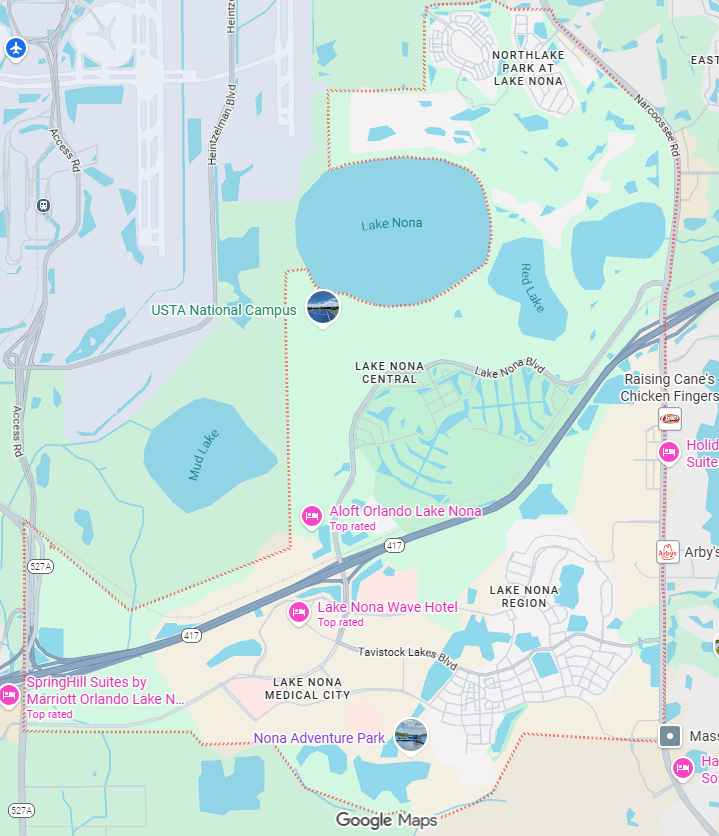 Heintzel
NORTHLAKE
PARK AT
LAKE NONA
EAST
Narcoossee Rd
Heintzelman Blvd
Access Rd
Lake Nona
Red Lake
USTA National Campus
LAKE NONA
CENTRAL
Lake Nona Blvd
Raising Cane's
Chicken Fingers
Access Rd
Mud Lake
Holid
Suite
Aloft Orlando Lake Nona
Top rated
417
Arbys
Arby's
527A
LAKE NONA
REGION
Lake Nona Wave Hotel
Top rated
417
Tavistock Lakes Blvd
SpringHill Suites by
Marriott Orlando Lake N...
Top rated
LAKE NONA
MEDICAL CITY
Nona Adventure Park
Mass
Ha
So
527A
Google Maps